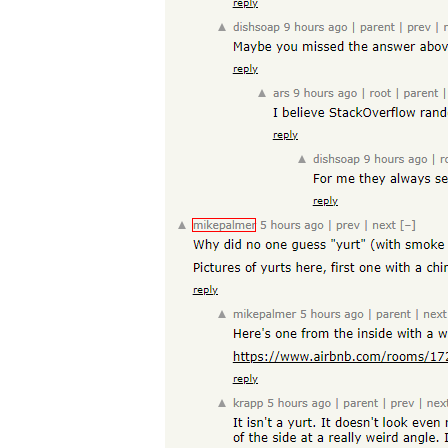 reply
▲ dishsoap 9 hours ago | parent | prev |
Maybe you missed the answer abov
reply
▲ ars 9 hours ago | root | parent |
I believe StackOverflow rand
reply
▲ dishsoap 9 hours ago |
For me they always se
reply
▲ mikepalmer 5 hours ago | prev | next [–]
Why did no one guess "yurt" (with smoke
Pictures of yurts here, first one with a chi
reply
▲ mikepalmer 5 hours ago | parent | next
Here's one from the inside with a w
https://www.airbnb.com/rooms/172
reply
▲ krapp 5 hours ago | parent | prev | next
It isn't a yurt. It doesn't look even
of the side at a really weird angle. I